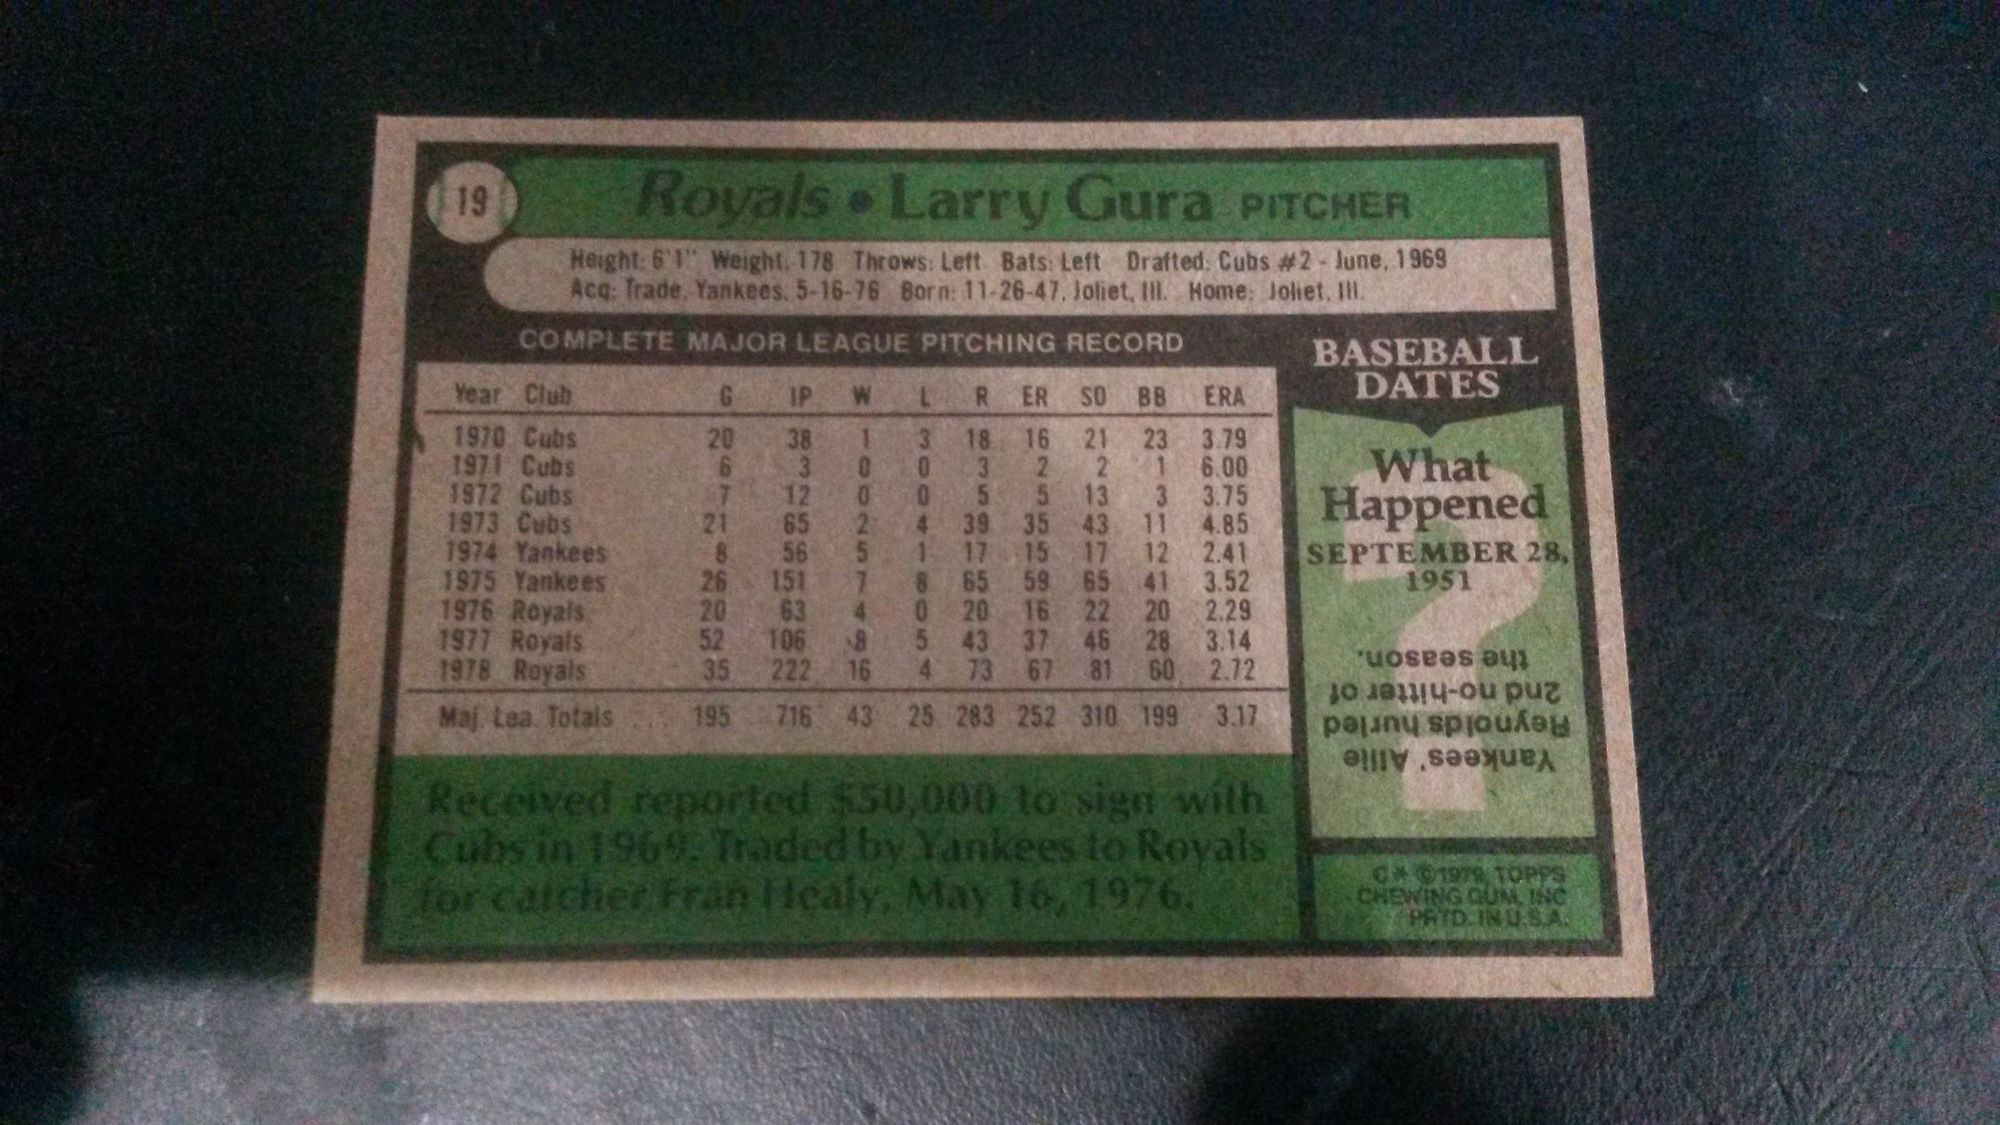 19
Royals • Larry Gura PITCHER
Height: 6'1" Weight: 178 Throws: Left Bats: Left Drafted: Cubs #2 - June, 1969
Acq: Trade, Yankees, 5-16-76 Born: 11-26-47, Joliet, Ill. Home: Joliet, Ill.
COMPLETE MAJOR LEAGUE PITCHING RECORD
Year Club G IP W L R ER SO BB ERA
1970 Cubs 20 38 1 3 18 16 21 23 3.79
1971 Cubs 6 3 0 0 3 2 2 1 6.00
1972 Cubs 7 12 0 0 5 5 13 3 3.75
1973 Cubs 21 65 2 4 39 35 43 11 4.85
1974 Yankees 8 56 5 1 17 15 17 12 2.41
1975 Yankees 26 151 7 8 65 59 65 41 3.52
1976 Royals 20 63 4 0 20 16 22 20 2.29
1977 Royals 52 106 8 5 43 37 46 28 3.14
1978 Royals 35 222 16 4 73 67 81 60 2.72
Maj. Lea. Totals ... 195 716 43 25 283 252 310 199 3.17
Received reported $50,000 to sign with
Cubs in 1969. Traded by Yankees to Royals
for catcher Fran Healy, May 16, 1976.
BASEBALL
DATES
What
Happened
SEPTEMBER 28,
1951
?
Yankees' Allie
Reynolds hurled
2nd no-hitter of
the season.
C* ©1979 TOPPS
CHEWING GUM, INC
PRTD. IN U.S.A.